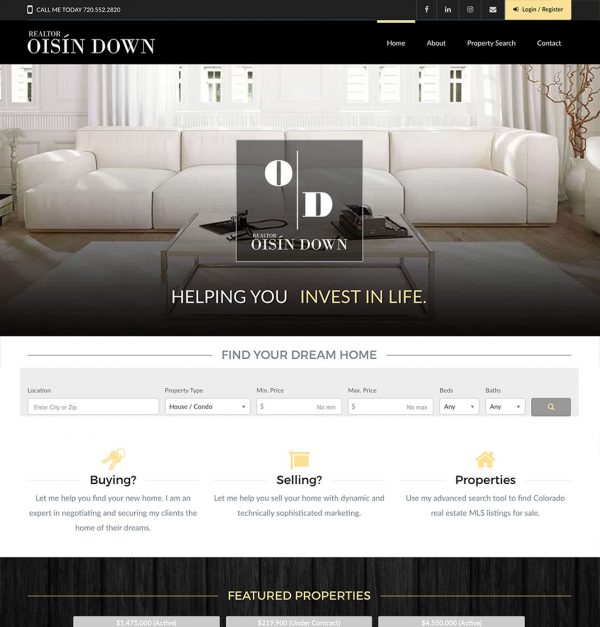 CALL ME TODAY 720.552.2820
Login / Register
REALTOR
OISÍN DOWN
Home About Property Search Contact
O D
REALTOR
OISÍN DOWN
HELPING YOU INVEST IN LIFE.
FIND YOUR DREAM HOME
Location Property Type Min. Price Max. Price Beds Baths
Enter City or Zip House / Condo $ No min $ No max Any Any
Buying? Selling? Properties
Let me help you find your new home. I am an
expert in negotiating and securing my clients the
home of their dreams.
Let me help you sell your home with dynamic and
technically sophisticated marketing.
Use my advanced search tool to find Colorado
real estate MLS listings for sale.
FEATURED PROPERTIES
$1,475,000 (Active) $219,900 (Under Contract) $4,550,000 (Active)